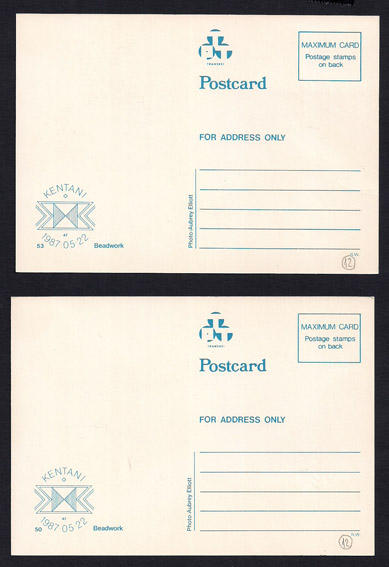 TRANSKEI
MAXIMUM CARD
Postage stamps
on back
Postcard
FOR ADDRESS ONLY
Photo Aubrey Elliott
KENTANI
47
1987·05·22
53 Beadwork
12
TRANSKEI
MAXIMUM CARD
Postage stamps
on back
Postcard
FOR ADDRESS ONLY
Photo Aubrey Elliott
KENTANI
47
1987·05·22
50 Beadwork
12